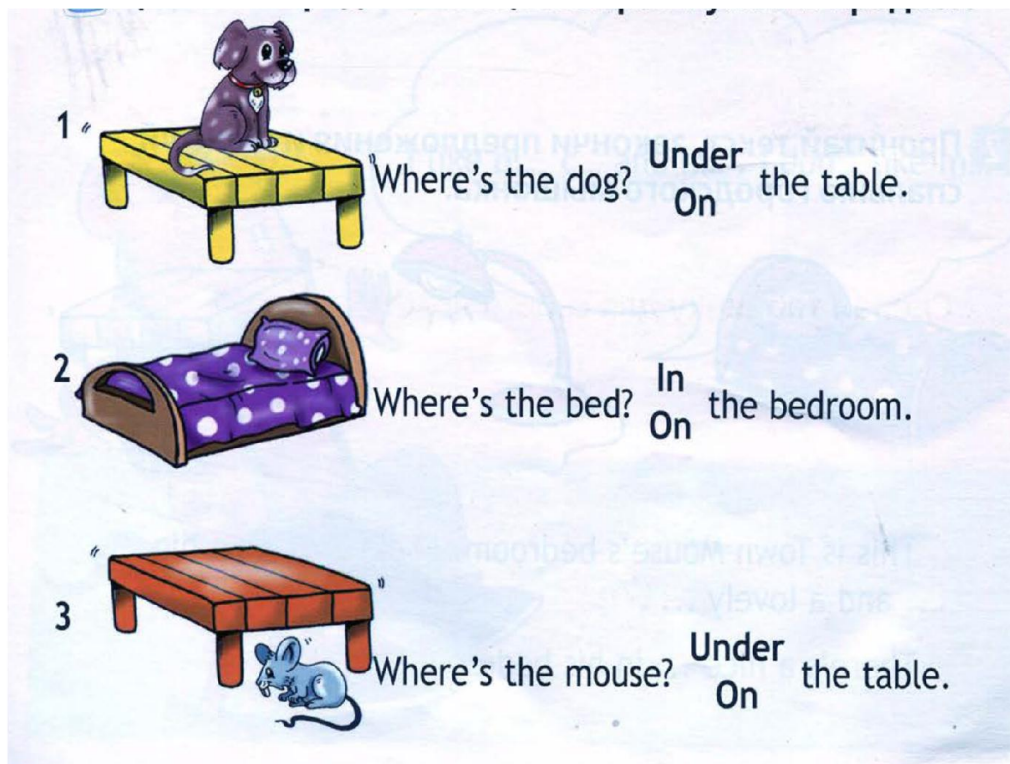 1
Where's the dog? Under the table.
On
2
Where's the bed? In the bedroom.
On
3
Where's the mouse? Under the table.
On